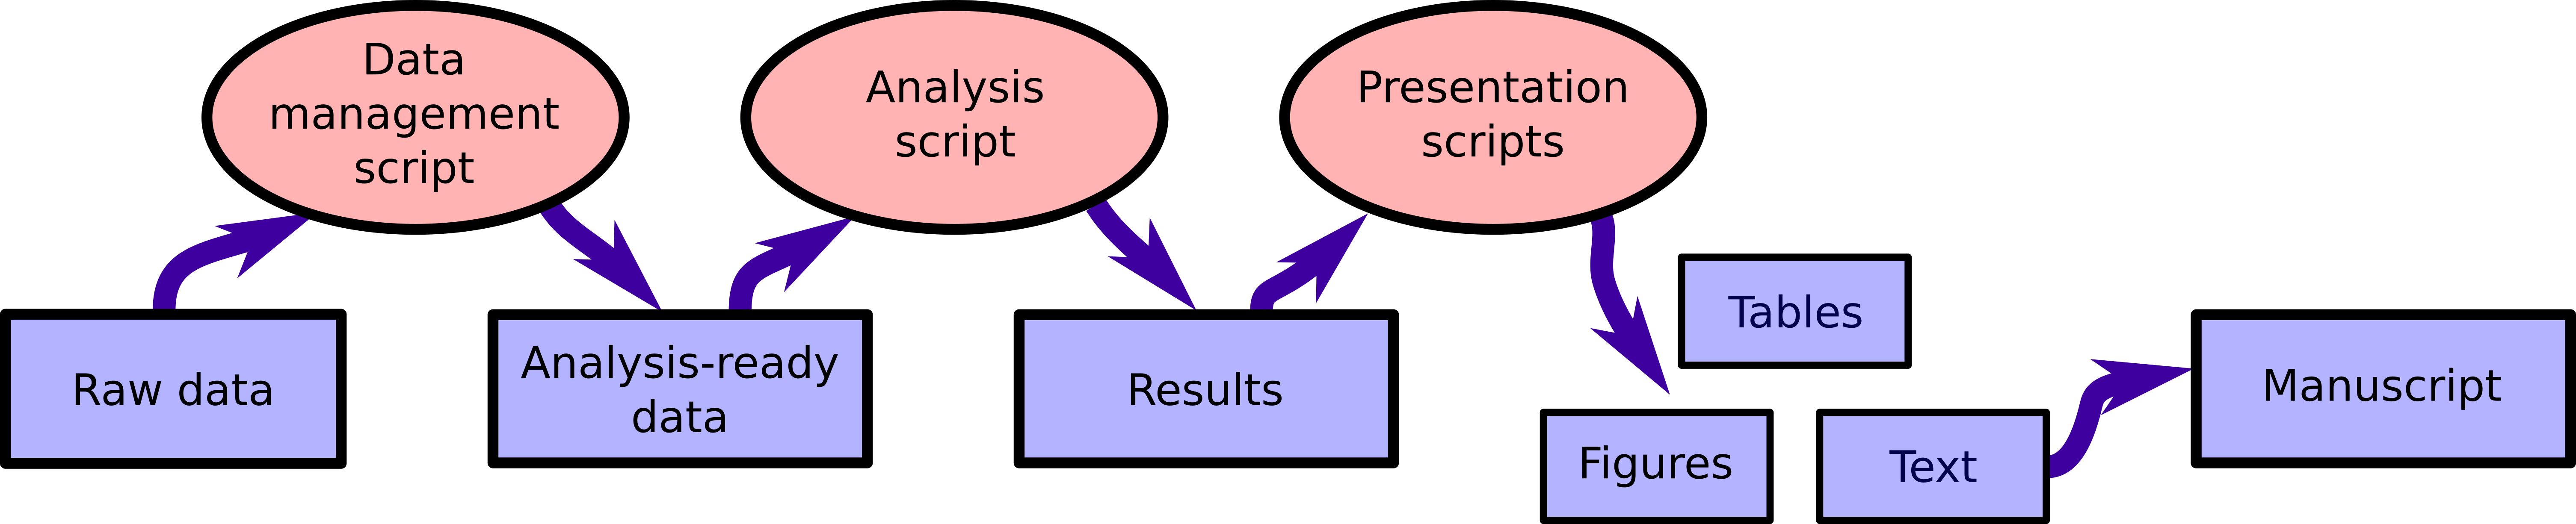 Data
management
script
Analysis
script
Presentation
scripts
Raw data
Analysis-ready
data
Results
Tables
Figures
Text
Manuscript